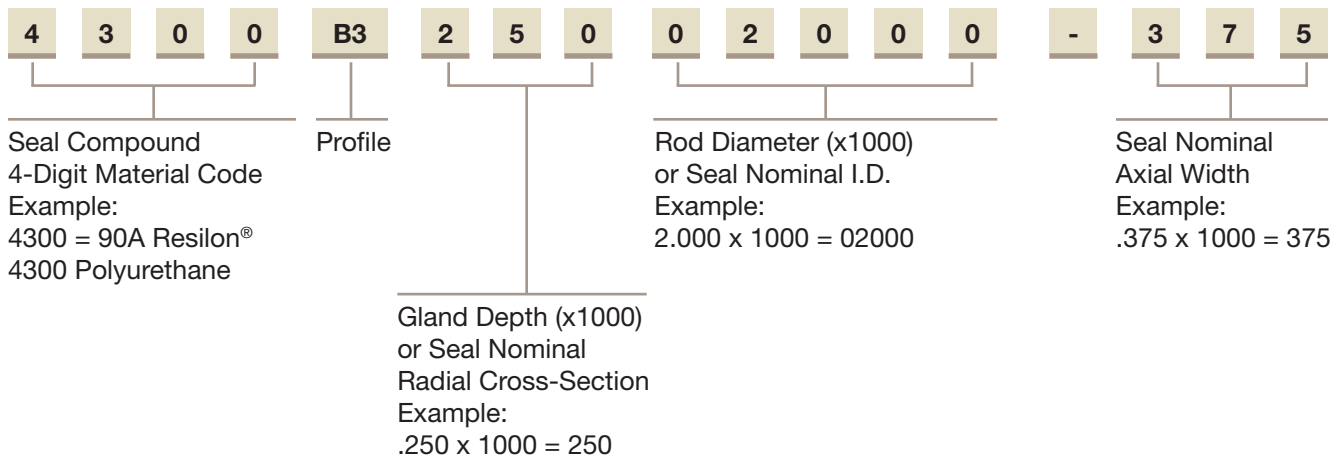 4 3 0 0 B3 2 5 0 0 2 0 0 0 - 3 7 5
Seal Compound
4-Digit Material Code
Example:
4300 = 90A Resilon®
4300 Polyurethane
Profile
Gland Depth (x1000)
or Seal Nominal
Radial Cross-Section
Example:
.250 x 1000 = 250
Rod Diameter (x1000)
or Seal Nominal I.D.
Example:
2.000 x 1000 = 02000
Seal Nominal
Axial Width
Example:
.375 x 1000 = 375